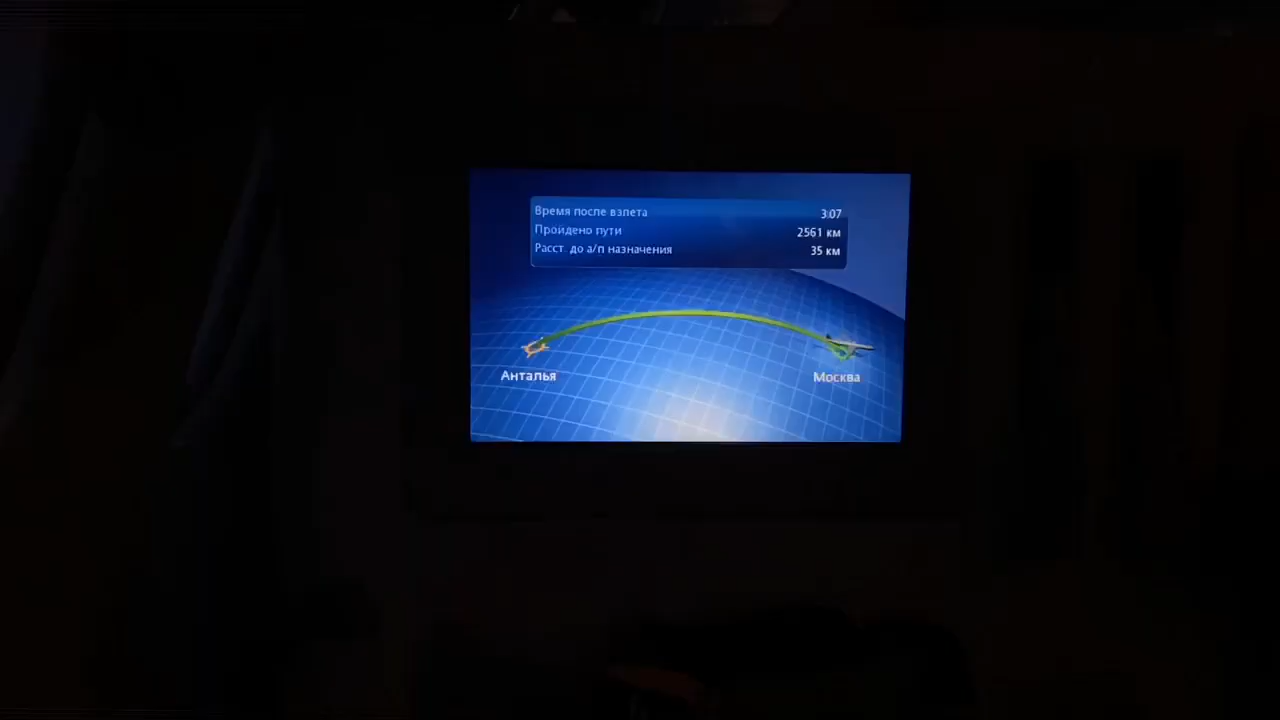 Время после взлета 3:07
Пройдено пути 2561 км
Расст. до а/п назначения 35 км
Анталья Москва